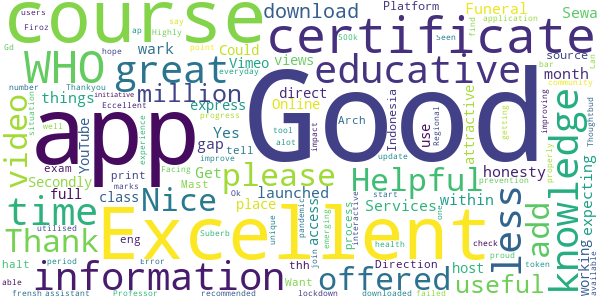 course
download
Platform
Funeral
application
Sewa
users
Firoz
ap
say
Highly
point
Seen
500k
find
source
Can
Gd
hope
Platform
certificate
WHO
great
wark
Vimeo
Could
views
educative
month
number
Thankyou
bar
everyday
community
things
million
direct
initiative
Eccellent
express
Online
attractive
improving
video
YouTube
app
Good
gap
Yes
tell
Arch
Indonesia
use
tool
alot
impact
Regional
getting
honesty
Thoughtbud
knowledge
expecting
situation
well
experience
progress
Facing
improve
update
please
Helpful
Secondly
exam
print
Get
full
class
marks
Mast
Ok
start
prevention
properly
time
Nice
place
launched
access
process
interactive
Services
within
one
less
add
working
available
Thank
Excellent
eng
Suberb
unique
pandemic
join
emerging
health
check
proud
utilised
Direction
host
token
halt
period
Error
information
offered
useful
thh
Want
able
frensh
assistant
Professor
recommended
lockdown
downloaded
failed